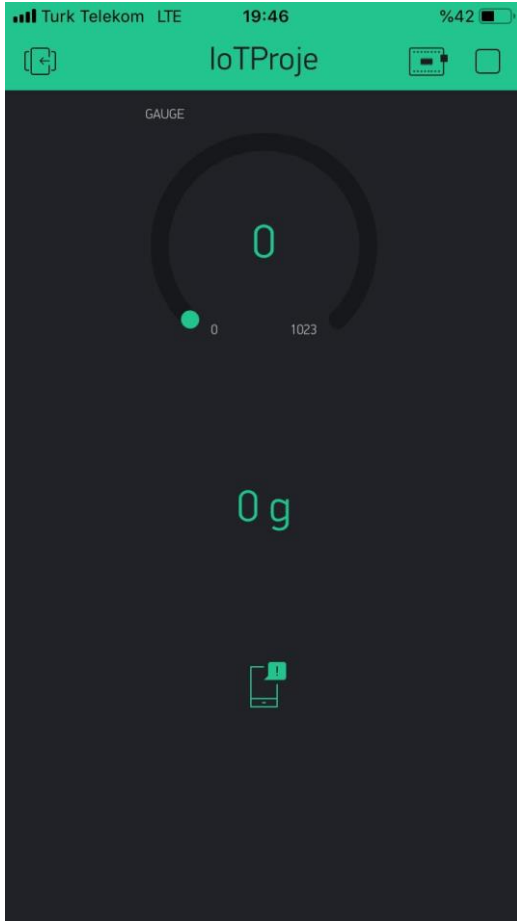 Turk Telekom LTE 19:46 %42
IoTProje
GAUGE
0
0 1023
0 g
!